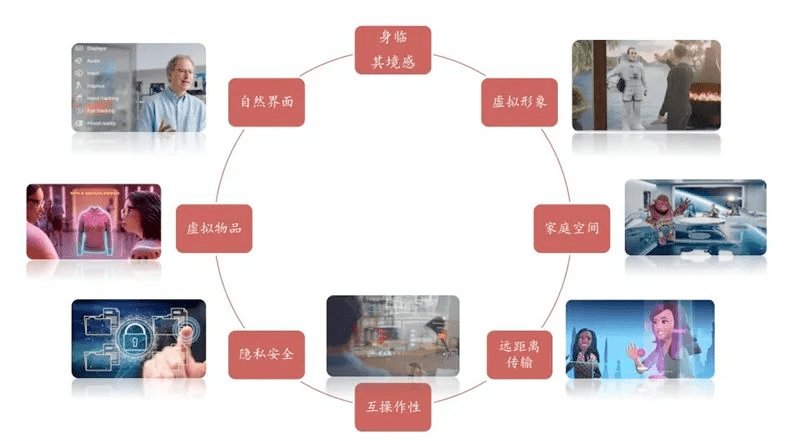 身临
其境感
自然界面
虚拟形象
虚拟物品
家庭空间
隐私安全
远距离
传输
互操作性
Displays
Audio
Input
Haptics
Hand tracking
Eye tracking
Mixed reality